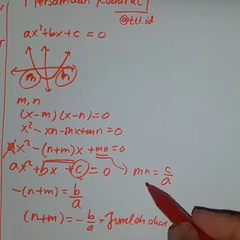 Persamaan Kuadrat
@ttl.id
ax²+bx+c=0
m n
m, n
(x-m)(x-n)=0
x²-xn-mx+mn=0
x²-(n+m)x+mn=0
ax²+bx+c=0 → mn=c/a
-(n+m)=b/a
(n+m)=-b/a=Jumlah akar